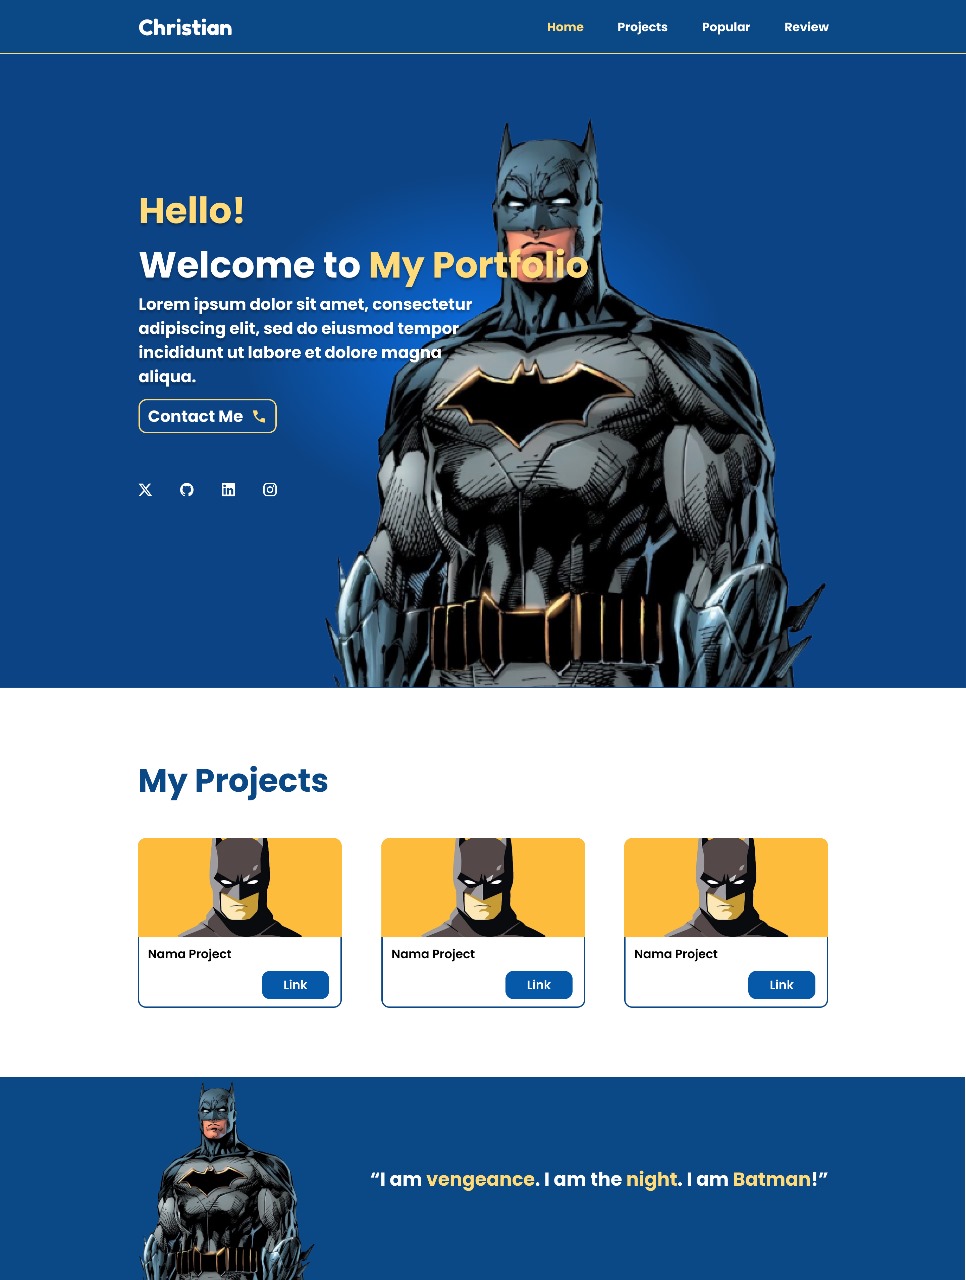 Christian
Home Projects Popular Review
Hello!
Welcome to My Portfolio
Lorem ipsum dolor sit amet, consectetur
adipiscing elit, sed do eiusmod tempor
incididunt ut labore et dolore magna
aliqua.
Contact Me
My Projects
Nama Project
Link
Nama Project
Link
Nama Project
Link
“I am vengeance. I am the night. I am Batman!”